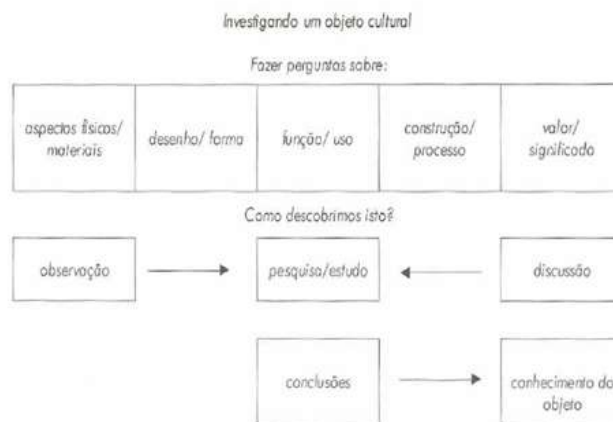 Investigando um objeto cultural
Fazer perguntas sobre:
aspectos físicos/
materiais
desenho/ forma
função/ uso
construção/
processo
valor/
significado
Como descobrimos isto?
observação
pesquisa/estudo
discussão
conclusões
conhecimento do
objeto